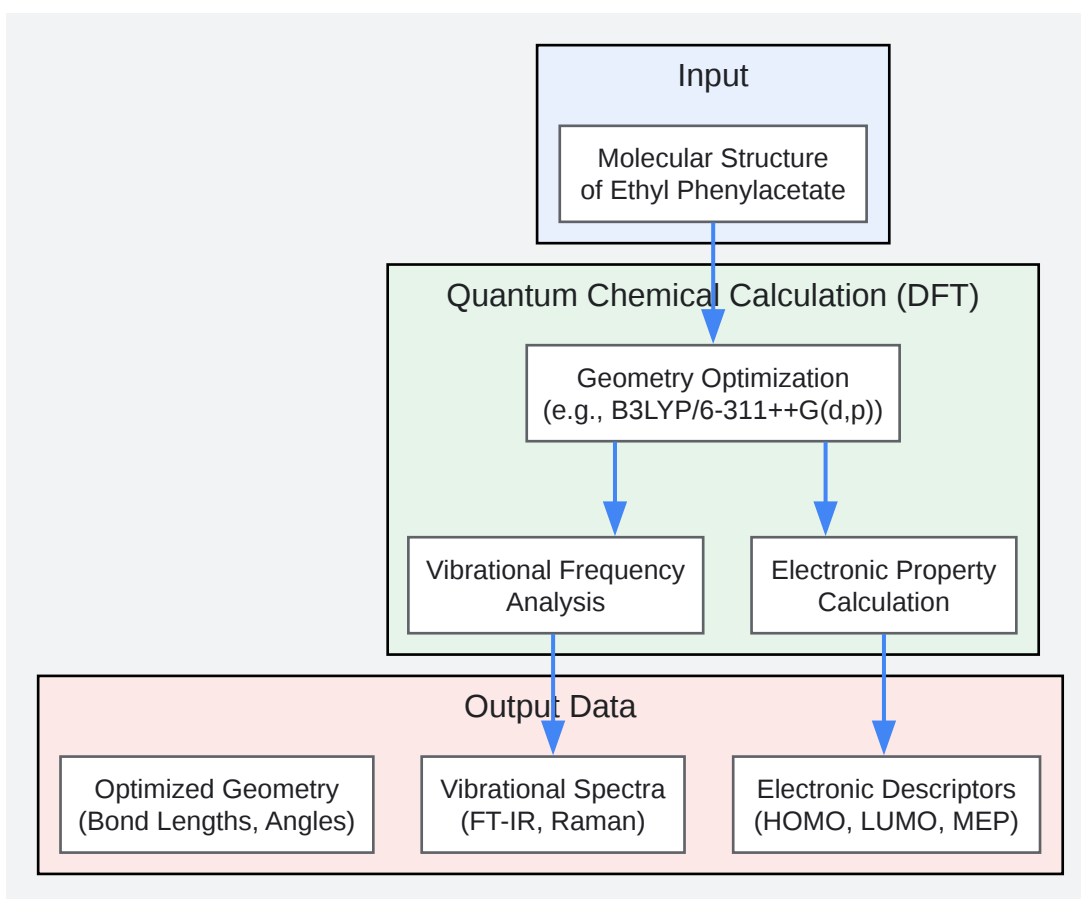 Input
Molecular Structure
of Ethyl Phenylacetate
Quantum Chemical Calculation (DFT)
Geometry Optimization
(e.g., B3LYP/6-311++G(d,p))
Vibrational Frequency
Analysis
Electronic Property
Calculation
Output Data
Optimized Geometry
(Bond Lengths, Angles)
Vibrational Spectra
(FT-IR, Raman)
Electronic Descriptors
(HOMO, LUMO, MEP)